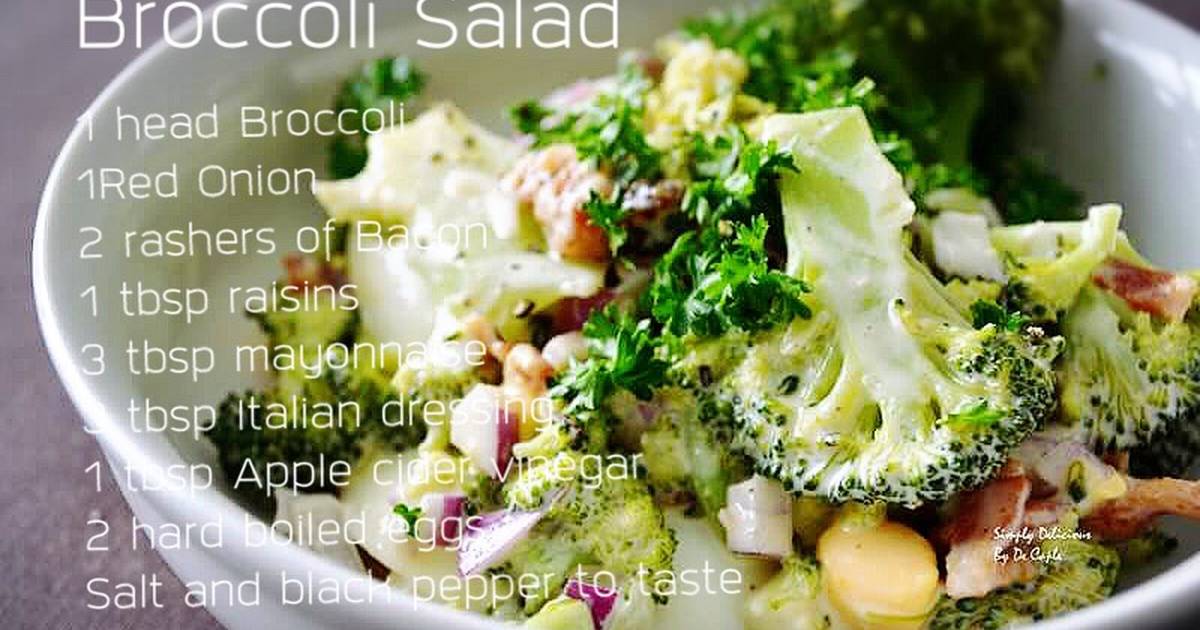 Broccoli Salad
1 head Broccoli
1Red Onion
2 rashers of Bacon
1 tbsp raisins
3 tbsp mayonnaise
3 tbsp Italian dressing
1 tbsp Apple cider vinegar
2 hard boiled eggs
Salt and black pepper to taste
Simply Delicious
By De Cuple